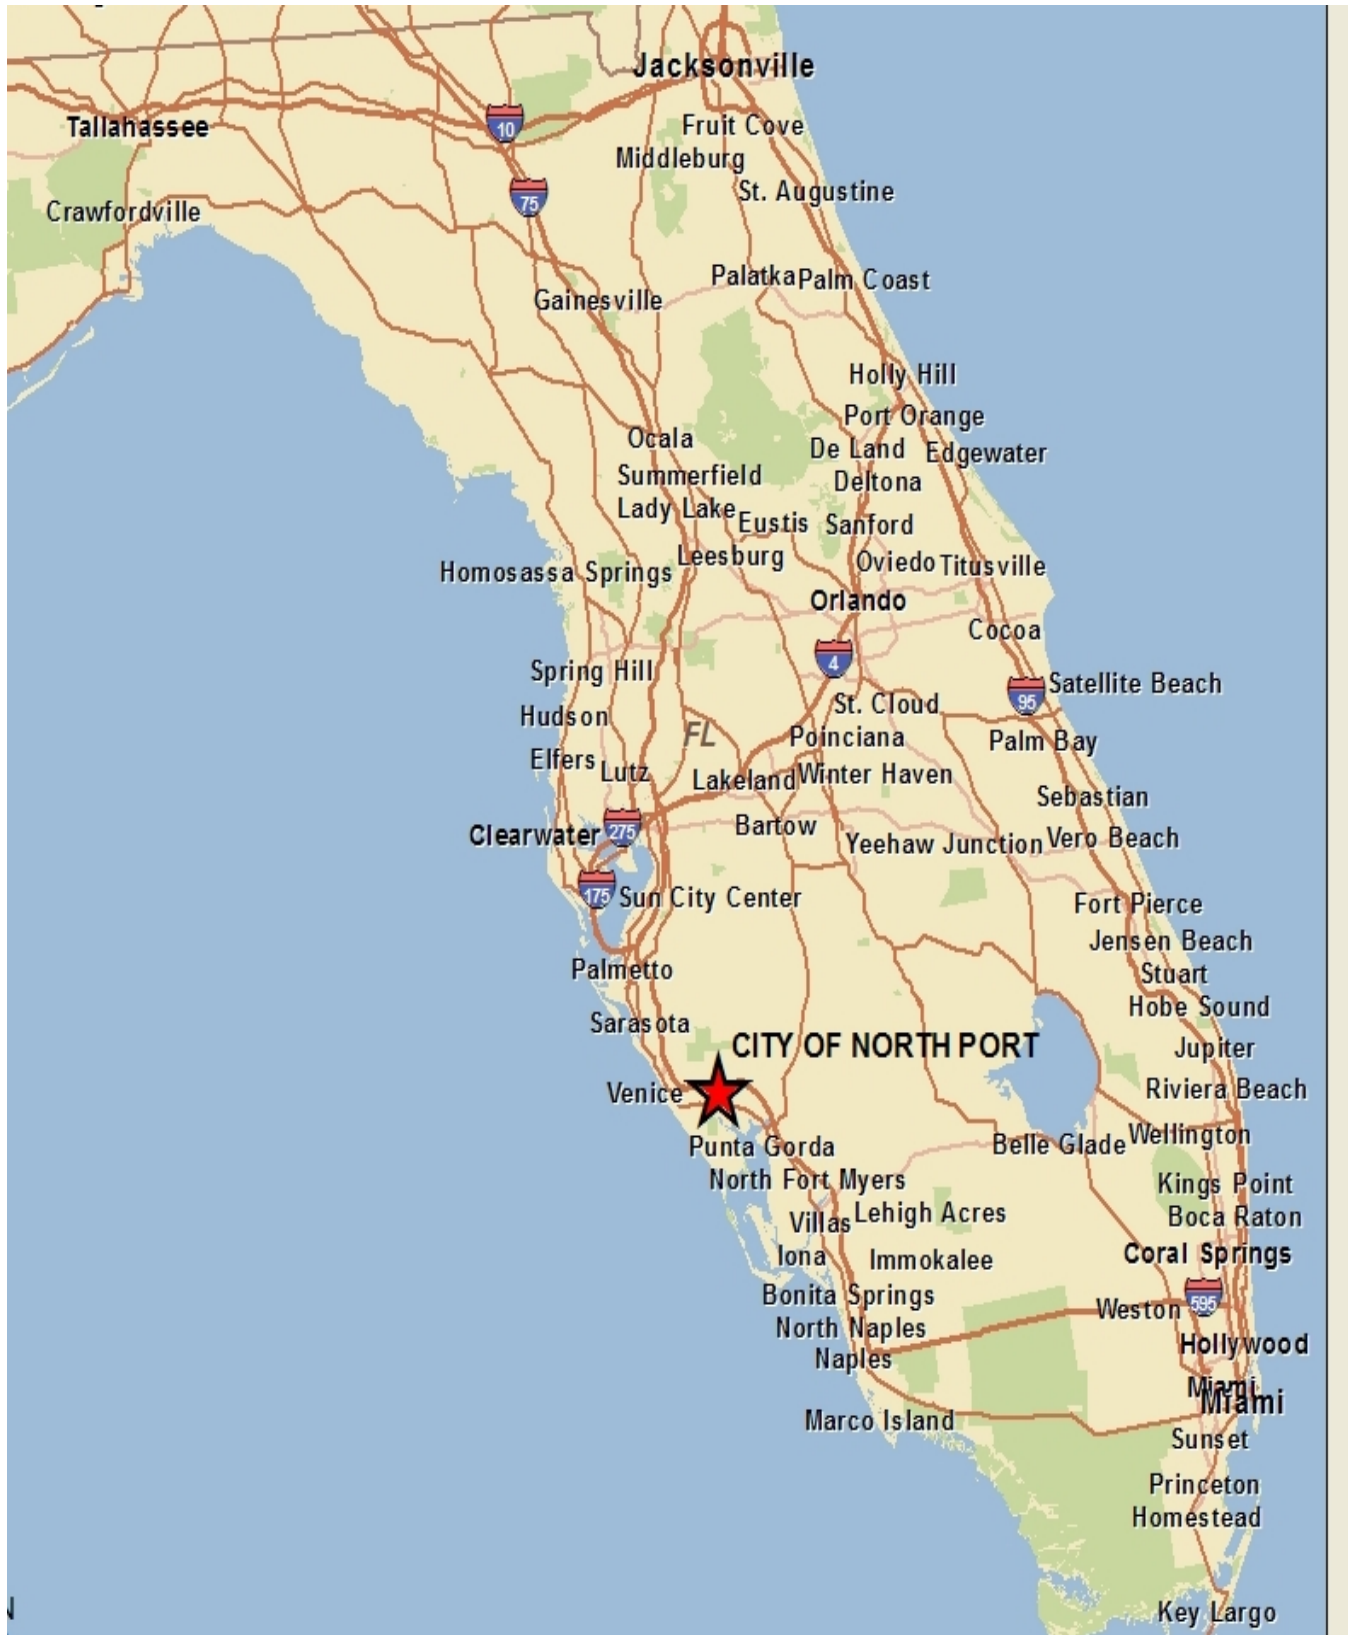 Jacksonville
Tallahassee
10
Fruit Cove
Middleburg
75
St. Augustine
Crawfordville
Palatka
Palm Coast
Gainesville
Holly Hill
Port Orange
Ocala
De Land
Edgewater
Summerfield
Deltona
Lady Lake
Eustis
Sanford
Leesburg
Oviedo
Titusville
Homosassa Springs
Orlando
Cocoa
4
Spring Hill
Satellite Beach
95
St. Cloud
Hudson
FL
Poinciana
Palm Bay
Elfers
Lutz
Lakeland
Winter Haven
Sebastian
Clearwater
275
Bartow
Yeehaw Junction
Vero Beach
175
Sun City Center
Fort Pierce
Jensen Beach
Palmetto
Stuart
Hobe Sound
Sarasota
CITY OF NORTH PORT
Jupiter
Venice
Riviera Beach
Punta Gorda
Belle Glade
Wellington
North Fort Myers
Kings Point
Villas
Lehigh Acres
Boca Raton
Iona
Immokalee
Coral Springs
Bonita Springs
Weston
595
North Naples
Hollywood
Naples
Miami
Miami
Marco Island
Sunset
Princeton
Homestead
Key Largo